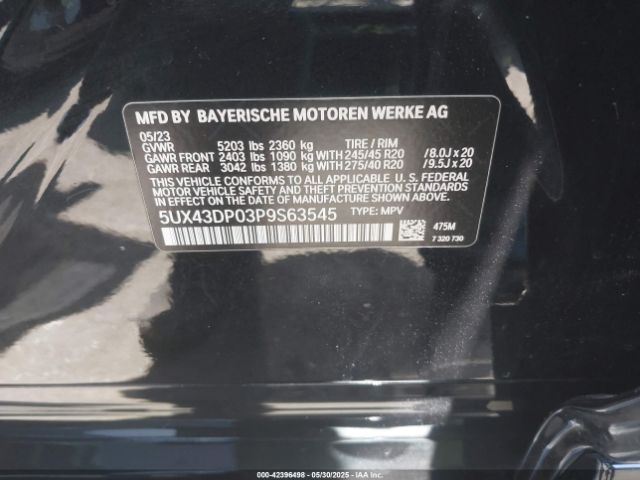 MFD BY BAYERISCHE MOTOREN WERKE AG
05/23
GVWR 5203 lbs 2360 kg TIRE / RIM
GAWR FRONT 2403 lbs 1090 kg WITH 245/45 R20 / 8.0J x 20
GAWR REAR 3042 lbs 1380 kg WITH 275/40 R20 / 9.5J x 20
THIS VEHICLE CONFORMS TO ALL APPLICABLE U. S. FEDERAL
MOTOR VEHICLE SAFETY AND THEFT PREVENTION STANDARDS
IN EFFECT ON THE DATE OF MANUFACTURE SHOWN ABOVE.
5UX43DP03P9S63545 TYPE: MPV
475M
7 320 730
000-42396498 - 05/30/2025 - IAA, Inc.